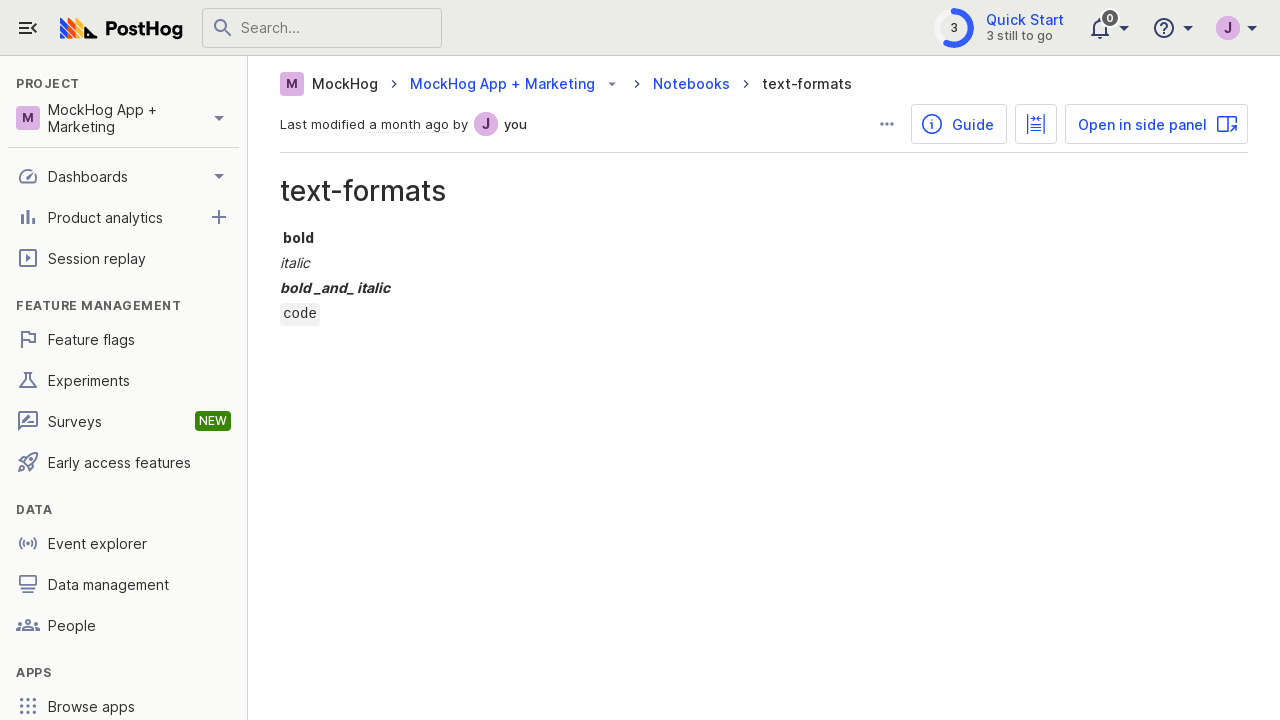 PostHog
Search...
3
Quick Start
3 still to go
0
J
PROJECT
M
MockHog App +
Marketing
Dashboards
Product analytics
Session replay
FEATURE MANAGEMENT
Feature flags
Experiments
Surveys
NEW
Early access features
DATA
Event explorer
Data management
People
APPS
Browse apps
M MockHog > MockHog App + Marketing > Notebooks > text-formats
Last modified a month ago by J you
Guide
Open in side panel
text-formats
bold
italic
bold _and_ italic
code